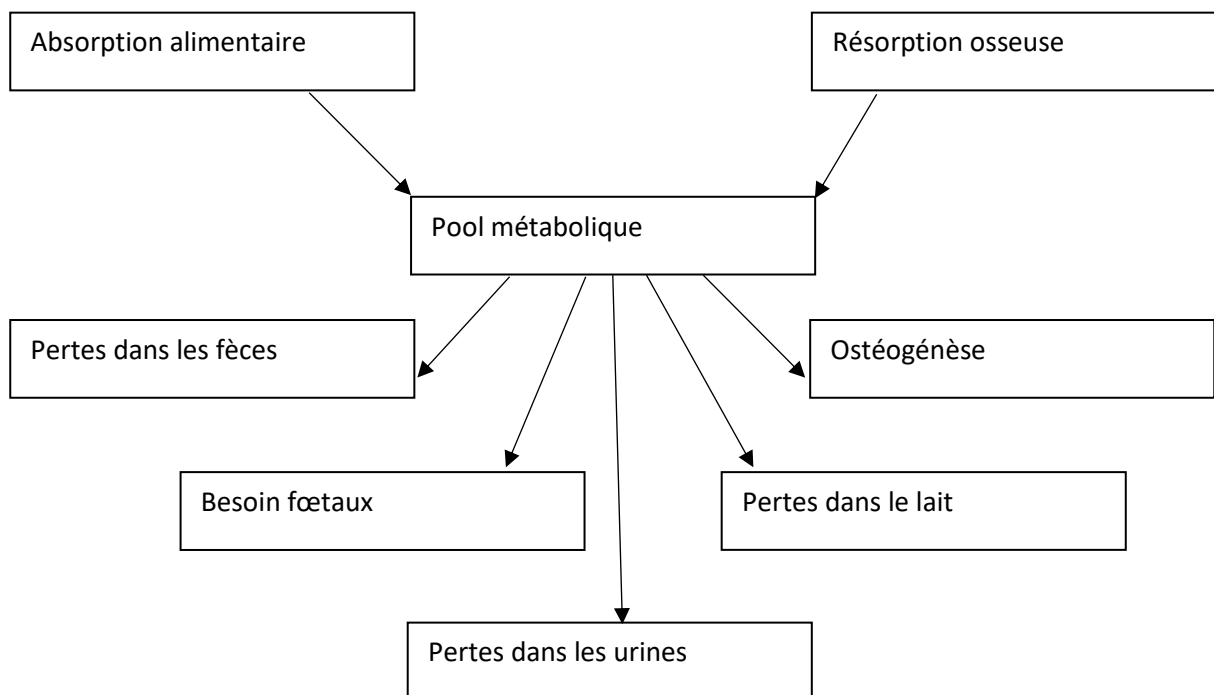 Absorption alimentaire
Résorption osseuse
Pool métabolique
Pertes dans les fèces
Ostéogénèse
Besoin fœtaux
Pertes dans le lait
Pertes dans les urines